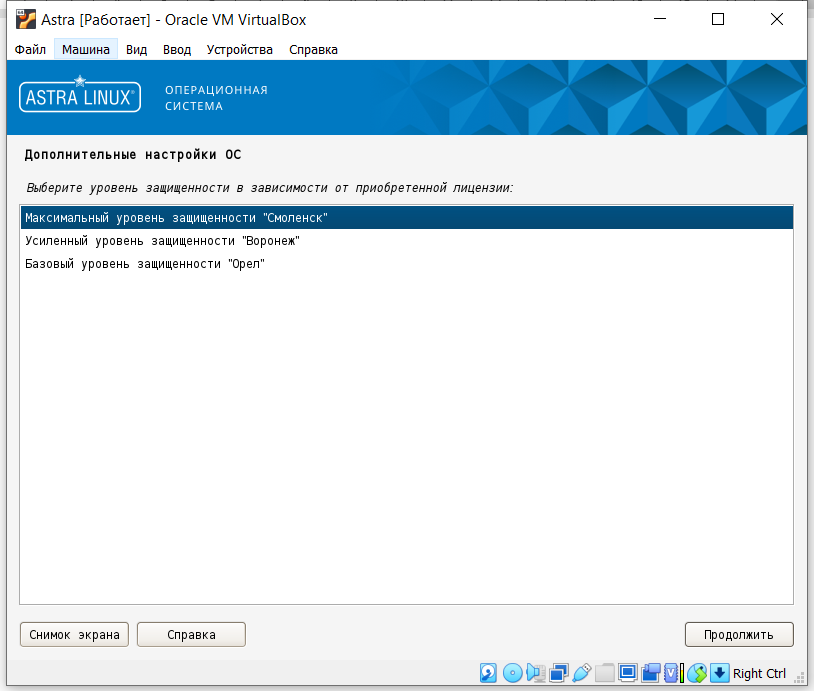 Astra [Работает] - Oracle VM VirtualBox
Файл Машина Вид Ввод Устройства Справка
ASTRA LINUX®
ОПЕРАЦИОННАЯ
СИСТЕМА
Дополнительные настройки ОС
Выберите уровень защищенности в зависимости от приобретенной лицензии:
Максимальный уровень защищенности "Смоленск"
Усиленный уровень защищенности "Воронеж"
Базовый уровень защищенности "Орел"
Снимок экрана Справка Продолжить
Right Ctrl